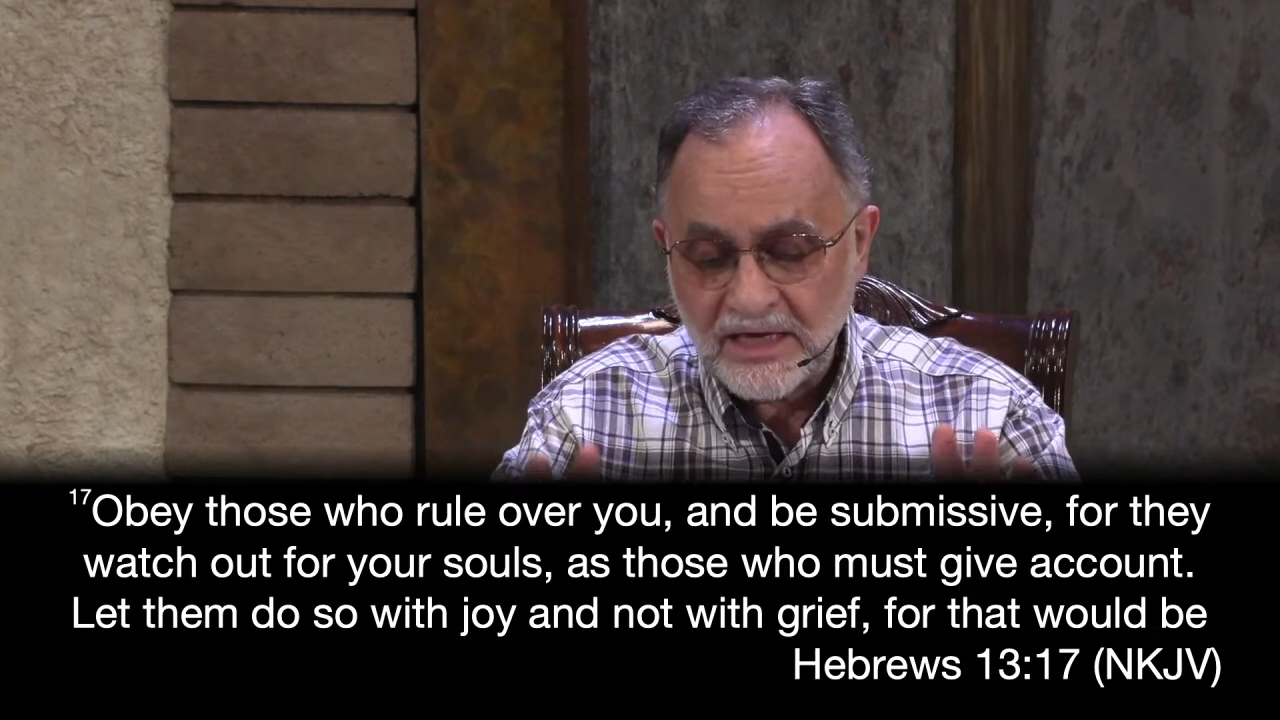 17Obey those who rule over you, and be submissive, for they
watch out for your souls, as those who must give account.
Let them do so with joy and not with grief, for that would be
Hebrews 13:17 (NKJV)